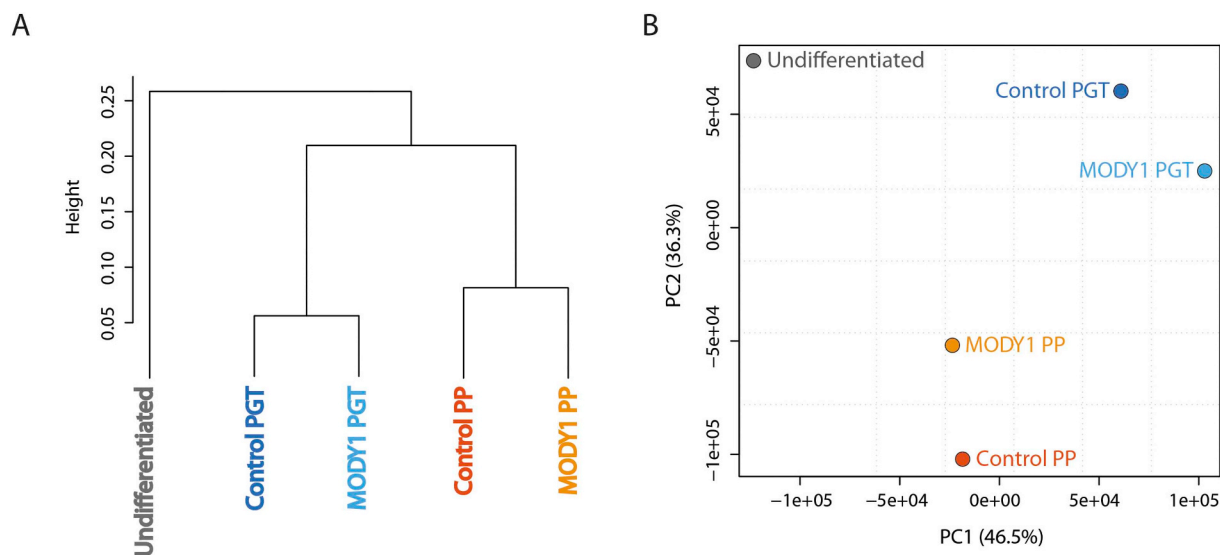 A
Height
0.25
0.20
0.15
0.10
0.05
Undifferentiated
Control PGT
MODY1 PGT
Control PP
MODY1 PP
B
PC2 (36.3%)
5e+04
0e+00
−5e+04
−1e+05
Undifferentiated
Control PGT
MODY1 PGT
MODY1 PP
Control PP
−1e+05 −5e+04 0e+00 5e+04 1e+05
PC1 (46.5%)